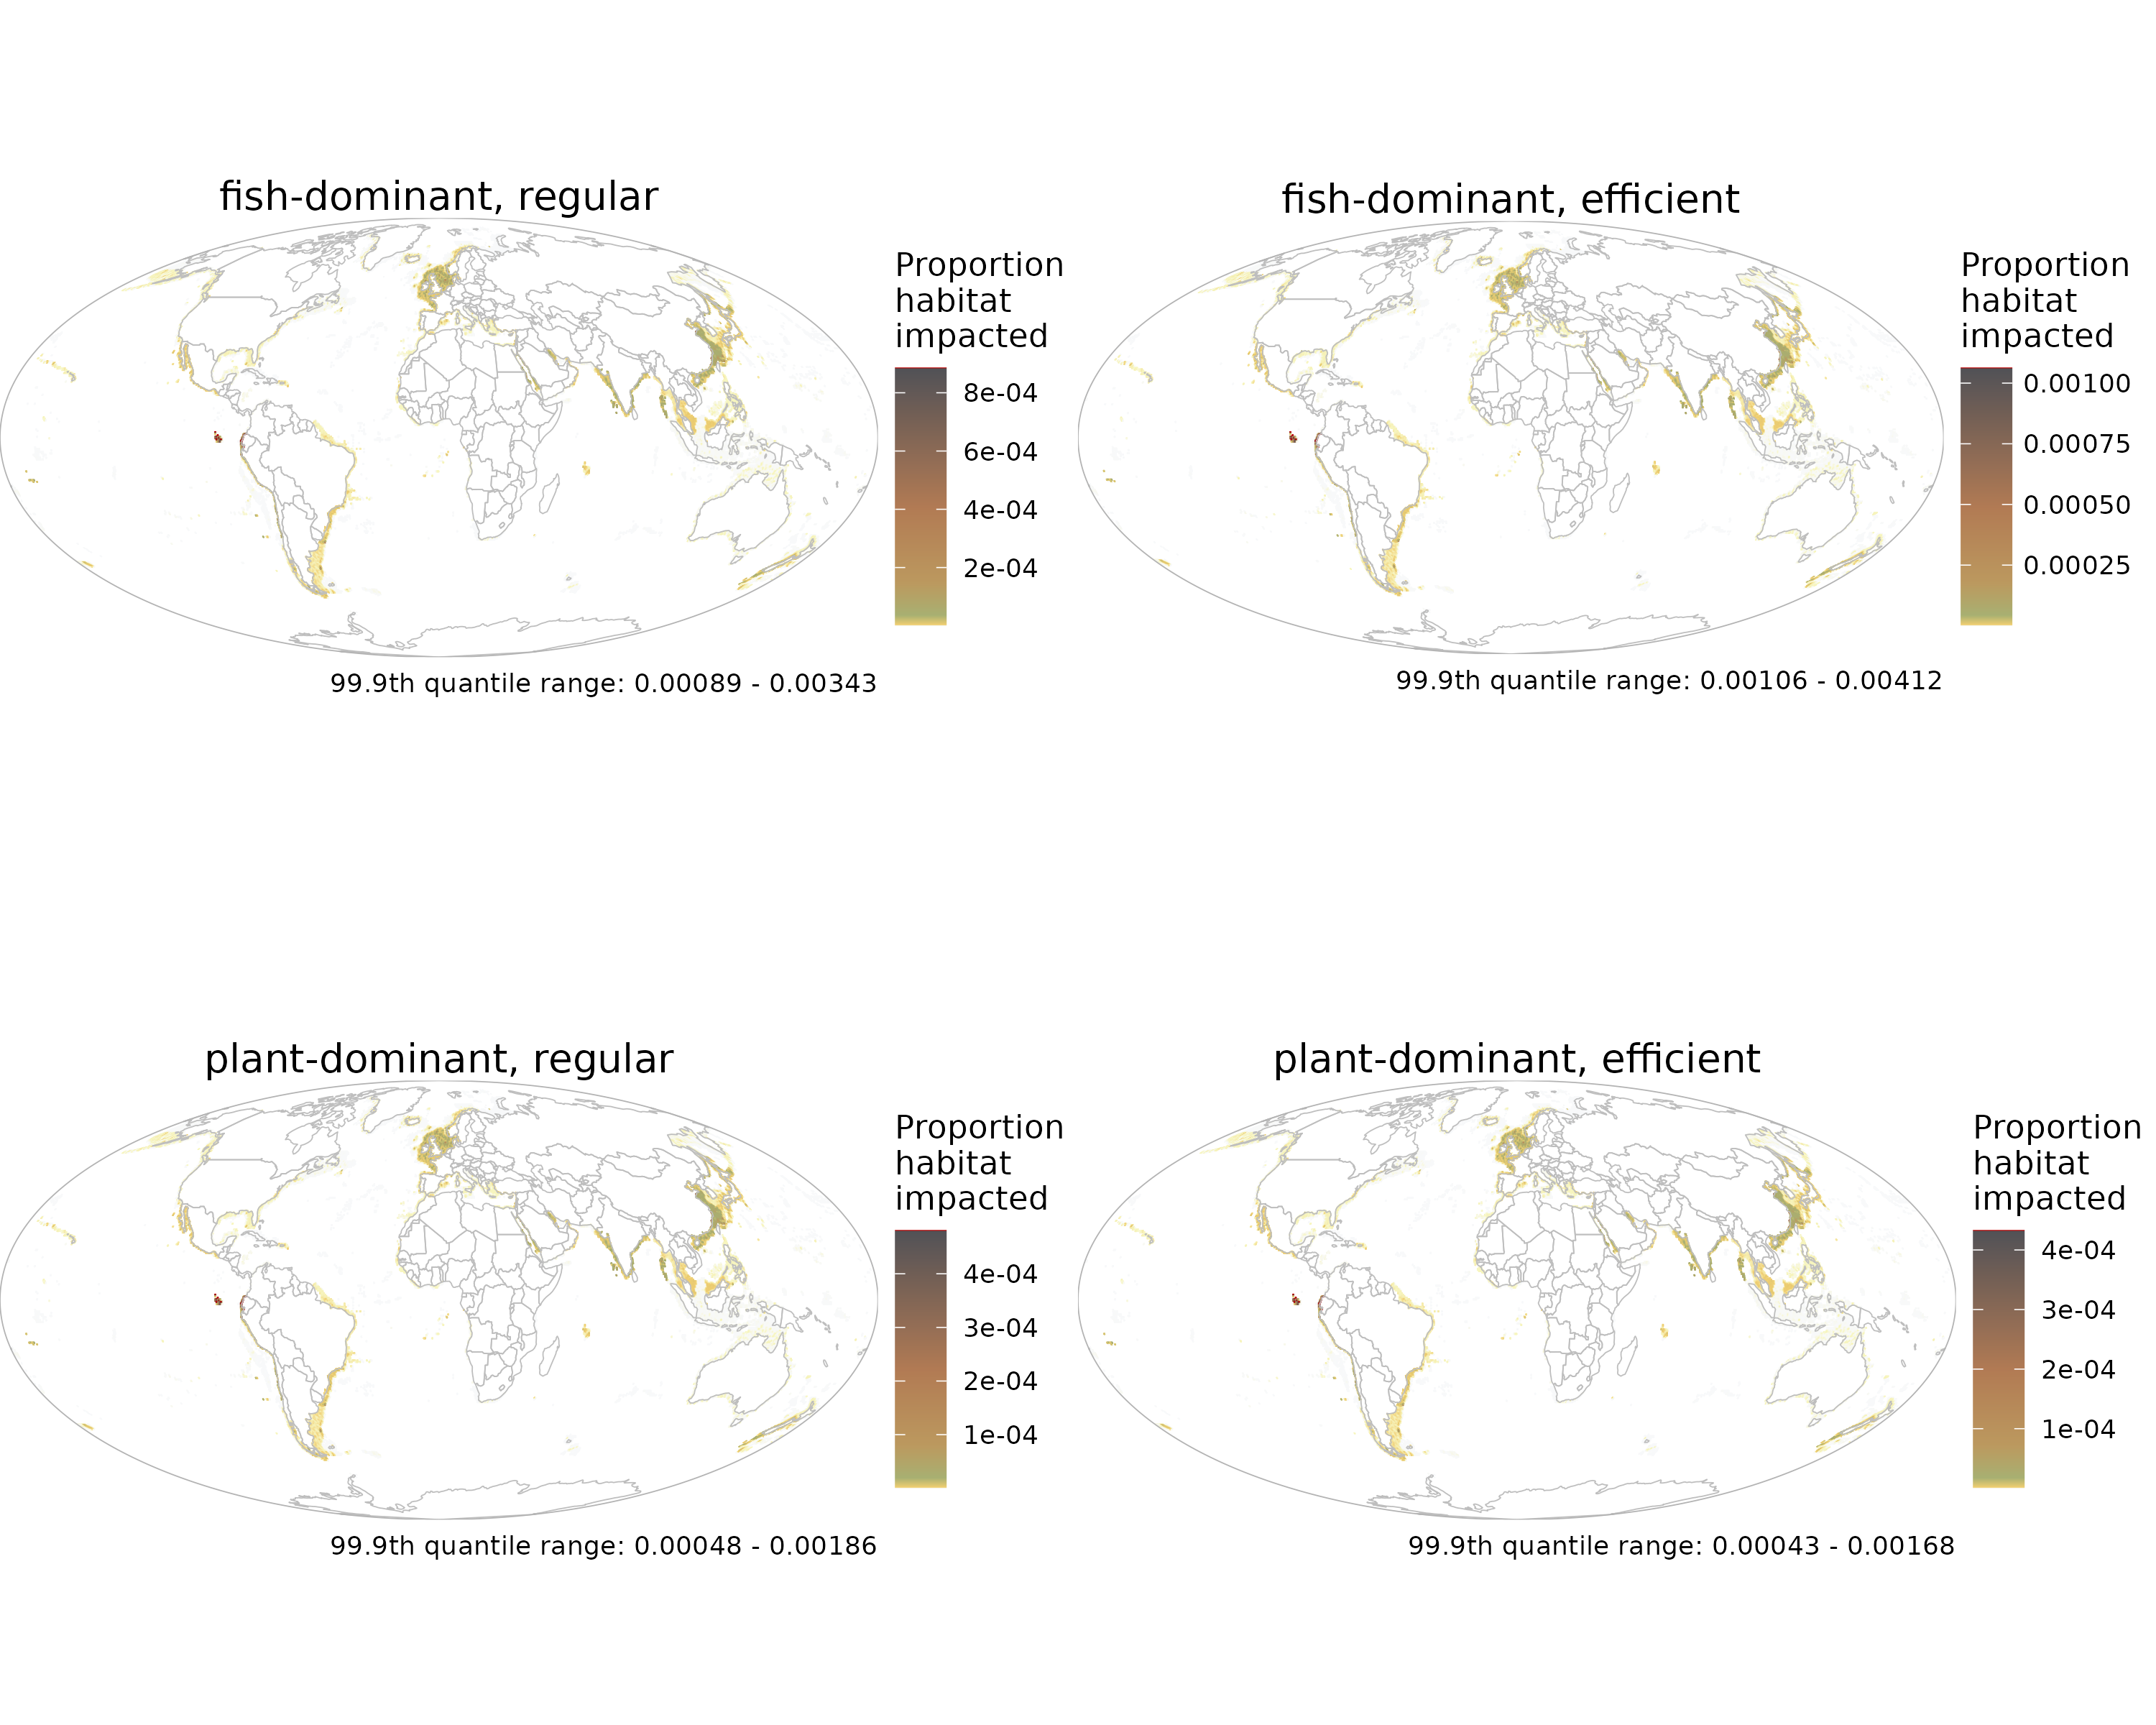 fish-dominant, regular
Proportion
habitat
impacted
8e-04
6e-04
4e-04
2e-04
99.9th quantile range: 0.00089 - 0.00343
fish-dominant, efficient
Proportion
habitat
impacted
0.00100
0.00075
0.00050
0.00025
99.9th quantile range: 0.00106 - 0.00412
plant-dominant, regular
Proportion
habitat
impacted
4e-04
3e-04
2e-04
1e-04
99.9th quantile range: 0.00048 - 0.00186
plant-dominant, efficient
Proportion
habitat
impacted
4e-04
3e-04
2e-04
1e-04
99.9th quantile range: 0.00043 - 0.00168